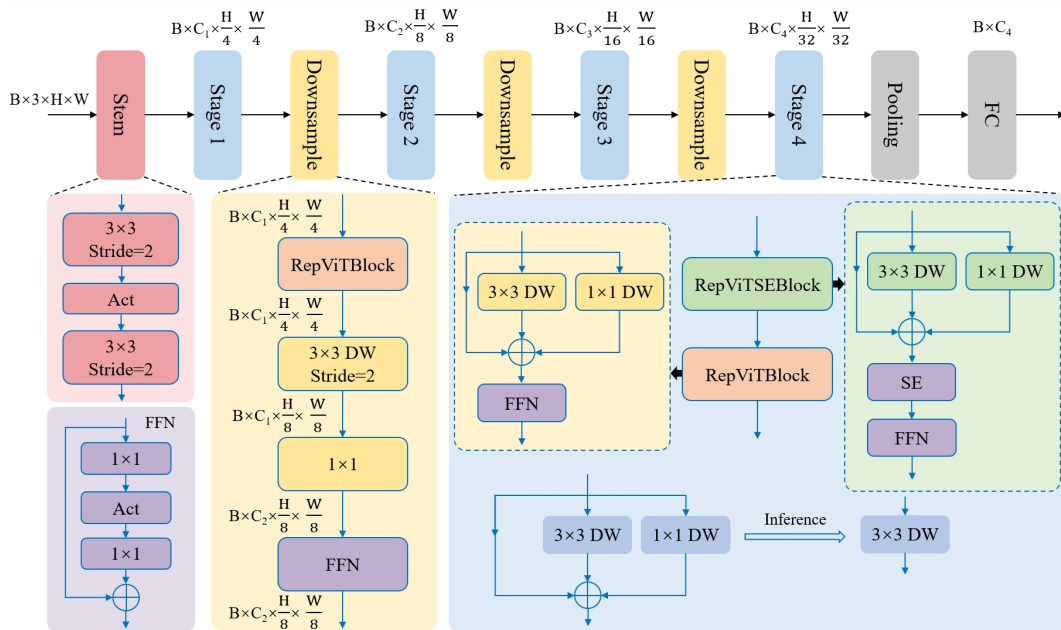 B×C₁×H/4×W/4
B×C₂×H/8×W/8
B×C₃×H/16×W/16
B×C₄×H/32×W/32
B×C₄
B×3×H×W
Stem
Stage 1
Downsample
Stage 2
Downsample
Stage 3
Downsample
Stage 4
Pooling
FC
3×3
Stride=2
Act
3×3
Stride=2
FFN
1×1
Act
1×1
B×C₁×H/4×W/4
RepViTBlock
B×C₁×H/4×W/4
3×3 DW
Stride=2
B×C₁×H/8×W/8
1×1
B×C₂×H/8×W/8
FFN
B×C₂×H/8×W/8
3×3 DW
1×1 DW
FFN
RepViTSEBlock
RepViTBlock
3×3 DW
1×1 DW
SE
FFN
3×3 DW
1×1 DW
Inference
3×3 DW